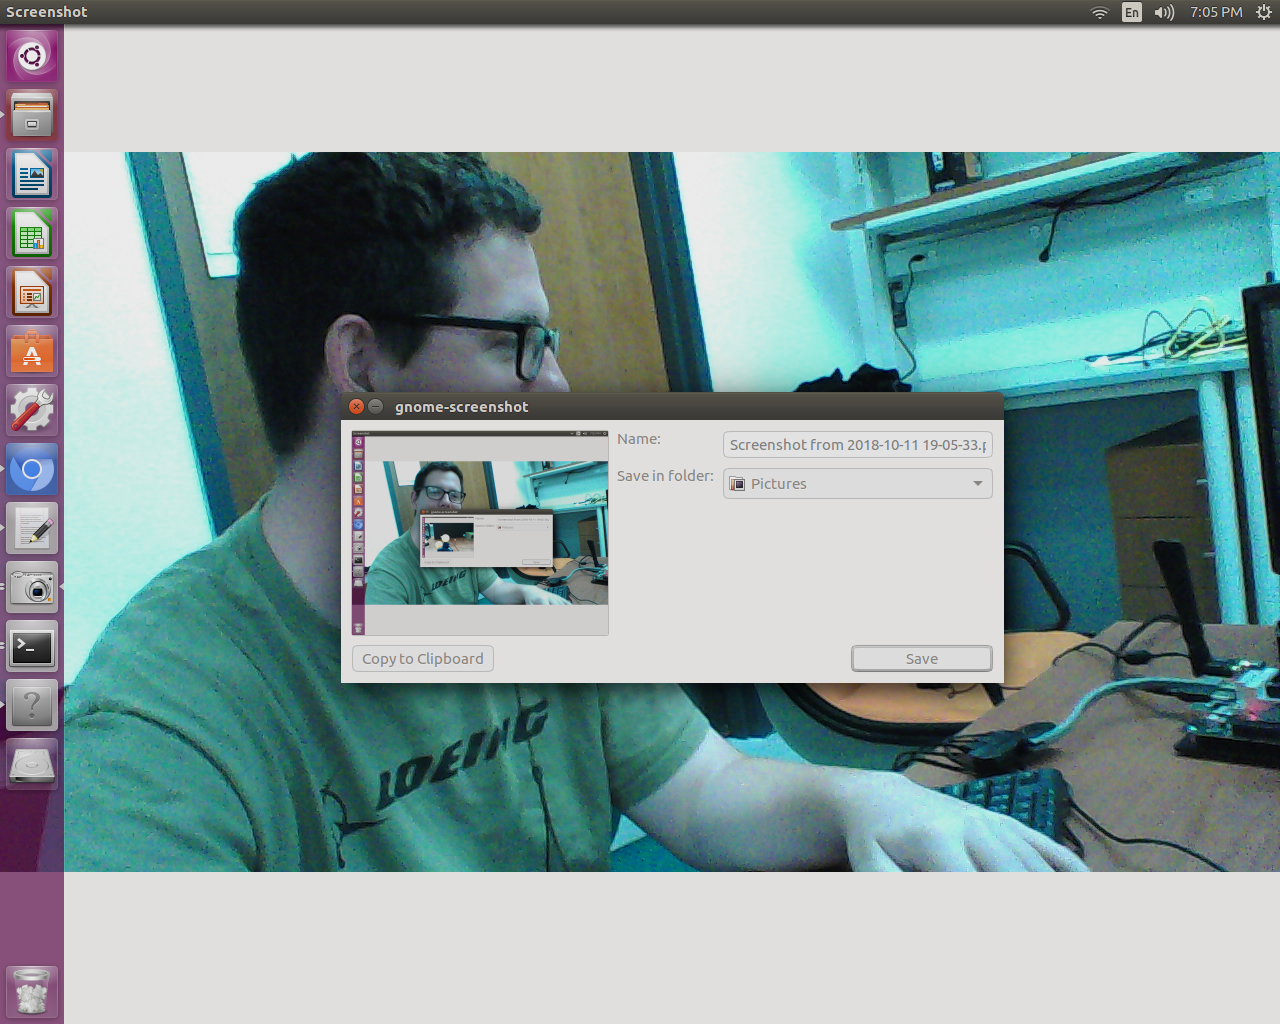 Screenshot
En
7:05 PM
gnome-screenshot
Name:
Screenshot from 2018-10-11 19-05-33.p
Save in folder:
Pictures
Copy to Clipboard
Save
BOEING